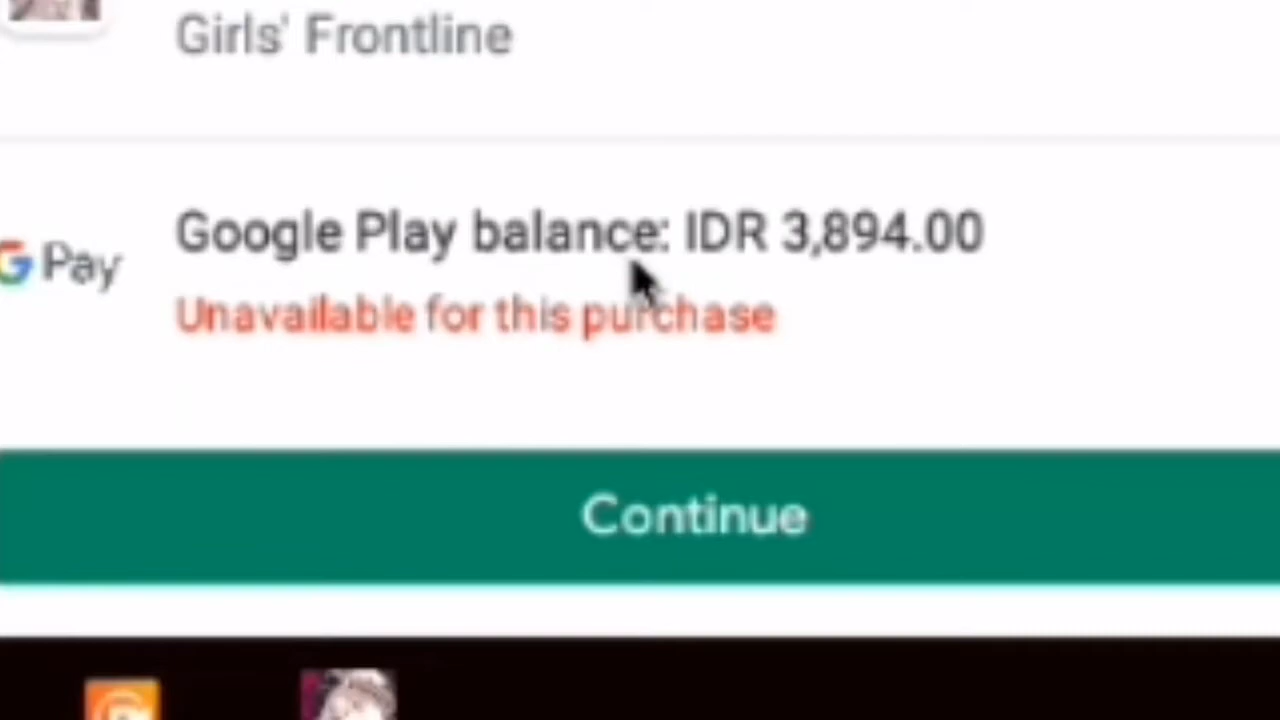 Girls' Frontline
Google Play balance: IDR 3,894.00
G Pay
Unavailable for this purchase
Continue